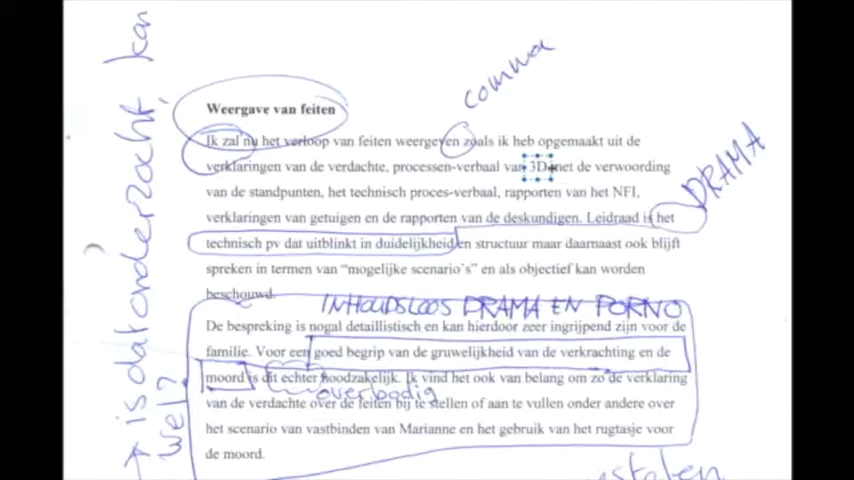 kan
is dat onderzocht,
wel?
comma
DRAMA
Weergave van feiten
Ik zal nu het verloop van feiten weergeven zoals ik heb opgemaakt uit de
verklaringen van de verdachte, processen-verbaal van 3D met de verwoording
van de standpunten, het technisch proces-verbaal, rapporten van het NFI,
verklaringen van getuigen en de rapporten van de deskundigen. Leidraad is het
technisch pv dat uitblinkt in duidelijkheid en structuur maar daarnaast ook blijft
spreken in termen van “mogelijke scenario’s” en als objectief kan worden
beschouwd.
INHOUDSLOOS DRAMA EN PORNO
De bespreking is nogal detaillistisch en kan hierdoor zeer ingrijpend zijn voor de
familie. Voor een goed begrip van de gruwelijkheid van de verkrachting en de
moord is dit echter noodzakelijk. Ik vind het ook van belang om zo de verklaring
overbodig
van de verdachte over de feiten bij te stellen of aan te vullen onder andere over
het scenario van vastbinden van Marianne en het gebruik van het rugtasje voor
de moord.